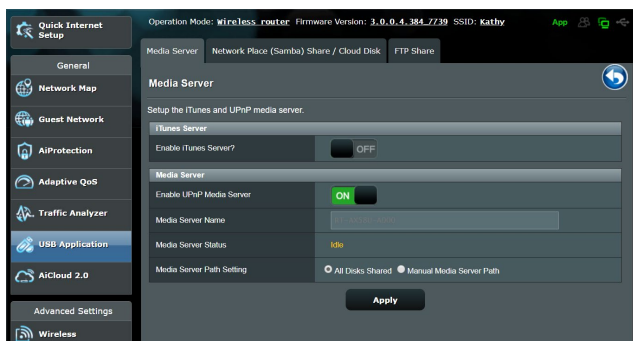 Quick Internet
Setup
Operation Mode: Wireless router Firmware Version: 3.0.0.4.384_7739 SSID: Kathy
App
General
Network Map
Guest Network
AiProtection
Adaptive QoS
Traffic Analyzer
USB Application
AiCloud 2.0
Advanced Settings
Wireless
Media Server
Network Place (Samba) Share / Cloud Disk
FTP Share
Media Server
Setup the iTunes and UPnP media server.
iTunes Server
Enable iTunes Server?
OFF
Media Server
Enable UPnP Media Server
ON
Media Server Name
Media Server Status
Idle
Media Server Path Setting
All Disks Shared
Manual Media Server Path
Apply